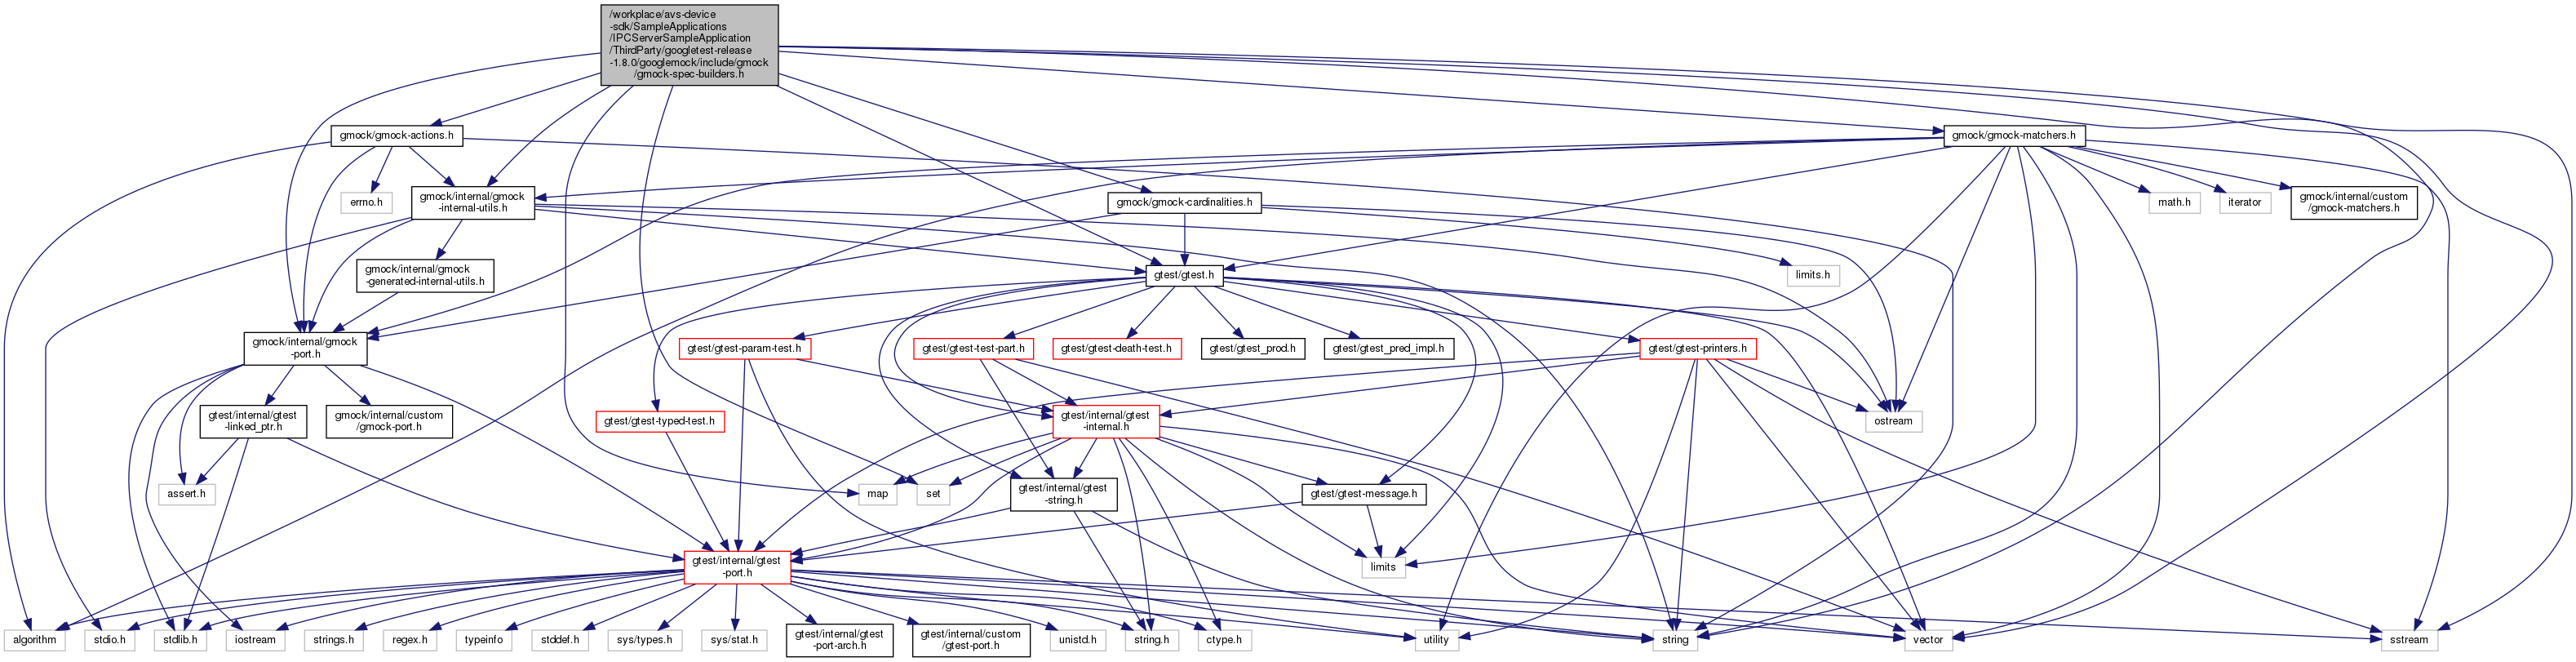 /workplace/avs-device
-sdk/SampleApplications
/IPCServerSampleApplication
/ThirdParty/googletest-release
-1.8.0/googlemock/include/gmock
/gmock-spec-builders.h
gmock/gmock-actions.h
gmock/gmock-matchers.h
errno.h
gmock/internal/gmock
-internal-utils.h
gmock/gmock-cardinalities.h
math.h
iterator
gmock/internal/custom
/gmock-matchers.h
gmock/internal/gmock
-generated-internal-utils.h
gtest/gtest.h
limits.h
gmock/internal/gmock
-port.h
gtest/gtest-param-test.h
gtest/gtest-test-part.h
gtest/gtest-death-test.h
gtest/gtest_prod.h
gtest/gtest_pred_impl.h
gtest/gtest-printers.h
gtest/internal/gtest
-linked_ptr.h
gmock/internal/custom
/gmock-port.h
gtest/gtest-typed-test.h
gtest/internal/gtest
-internal.h
ostream
assert.h
map
set
gtest/internal/gtest
-string.h
gtest/gtest-message.h
gtest/internal/gtest
-port.h
limits
algorithm
stdio.h
stdlib.h
iostream
strings.h
regex.h
typeinfo
stddef.h
sys/types.h
sys/stat.h
gtest/internal/gtest
-port-arch.h
gtest/internal/custom
/gtest-port.h
unistd.h
string.h
ctype.h
utility
string
vector
sstream